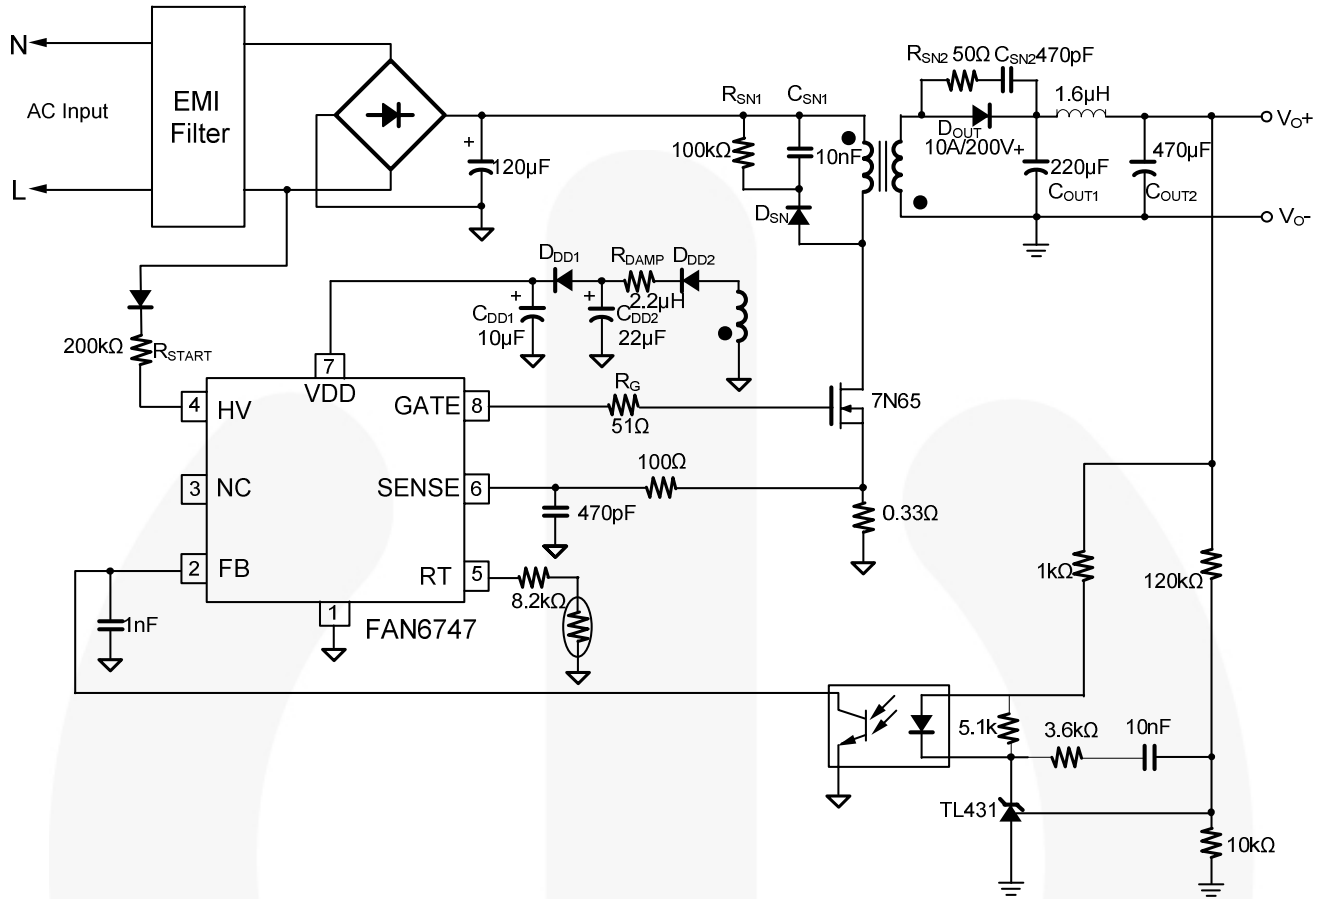 N
AC Input
L
EMI
Filter
120µF
+
RSN1
CSN1
100kΩ
10nF
DSN
RSN2 50Ω CSN2 470pF
DOUT
10A/200V
+
1.6µH
220µF
COUT1
470µF
COUT2
VO+
VO-
DDD1
RDAMP
DDD2
2.2µH
+
CDD1
10µF
+
CDD2
22µF
200kΩ
RSTART
7
VDD
4
HV
GATE
8
RG
51Ω
7N65
3
NC
SENSE
6
100Ω
470pF
0.33Ω
2
FB
RT
5
8.2kΩ
1
FAN6747
1nF
1kΩ
120kΩ
5.1k
3.6kΩ
10nF
TL431
10kΩ